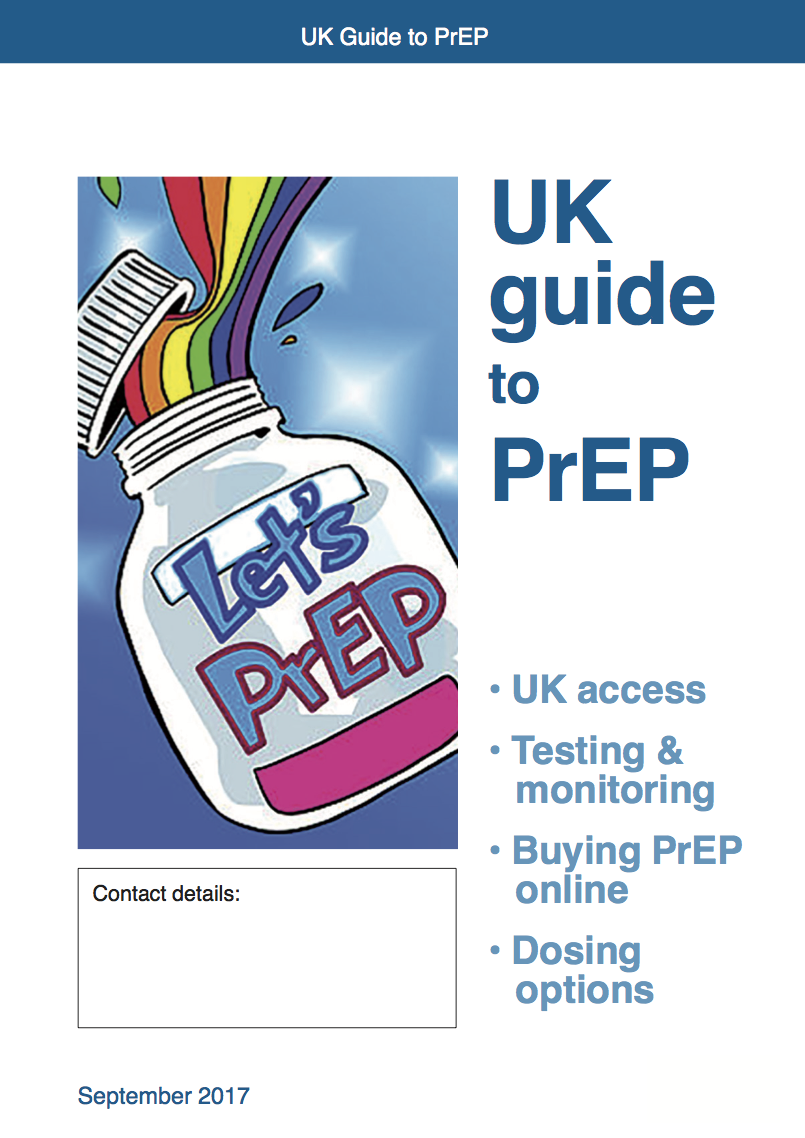 UK Guide to PrEP
UK
guide
to
PrEP
Let's
PrEP
• UK access
• Testing &
monitoring
• Buying PrEP
online
• Dosing
options
Contact details:
September 2017